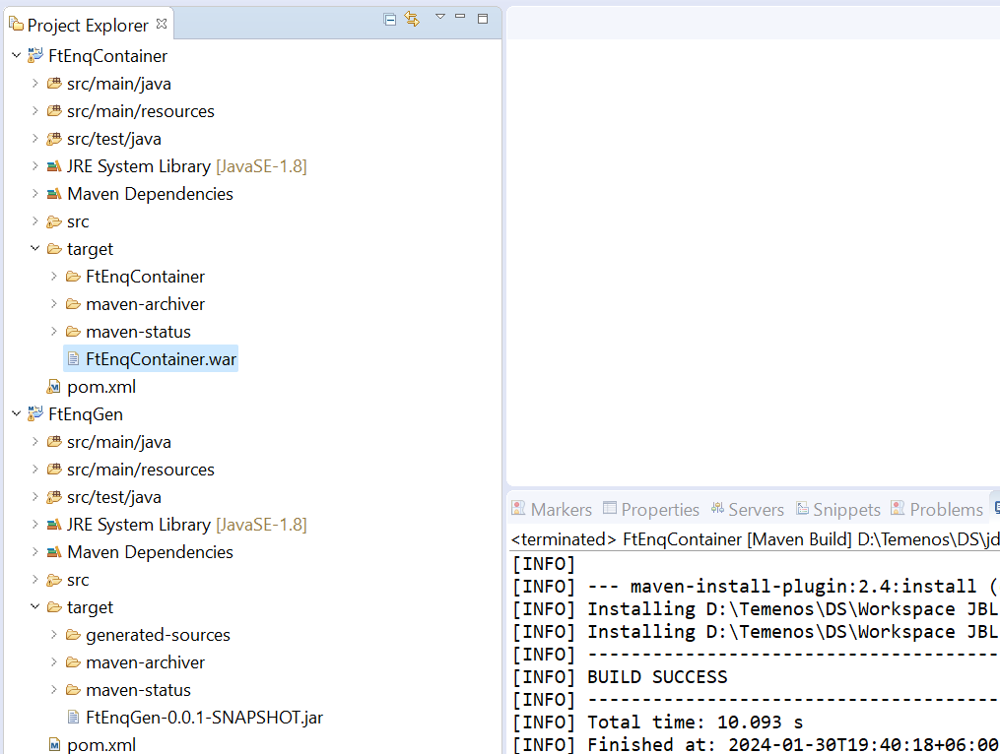 Project Explorer
FtEnqContainer
src/main/java
src/main/resources
src/test/java
JRE System Library [JavaSE-1.8]
Maven Dependencies
src
target
FtEnqContainer
maven-archiver
maven-status
FtEnqContainer.war
pom.xml
FtEnqGen
src/main/java
src/main/resources
src/test/java
JRE System Library [JavaSE-1.8]
Maven Dependencies
src
target
generated-sources
maven-archiver
maven-status
FtEnqGen-0.0.1-SNAPSHOT.jar
pom.xml
Markers Properties Servers Snippets Problems
<terminated> FtEnqContainer [Maven Build] D:\Temenos\DS\jd
[INFO]
[INFO] --- maven-install-plugin:2.4:install (
[INFO] Installing D:\Temenos\DS\Workspace JBL
[INFO] Installing D:\Temenos\DS\Workspace JBL
[INFO] ------------------------------------
[INFO] BUILD SUCCESS
[INFO] ------------------------------------
[INFO] Total time: 10.093 s
[INFO] Finished at: 2024-01-30T19:40:18+06:00